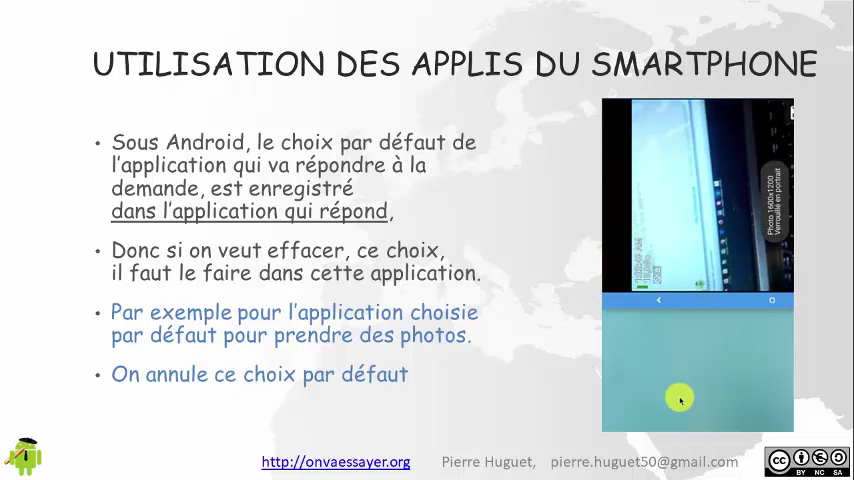 UTILISATION DES APPLIS DU SMARTPHONE
• Sous Android, le choix par défaut de
l’application qui va répondre à la
demande, est enregistré
dans l’application qui répond,
• Donc si on veut effacer, ce choix,
il faut le faire dans cette application.
• Par exemple pour l’application choisie
par défaut pour prendre des photos.
• On annule ce choix par défaut
Photo 1600x1200
Verrouillé en portrait
http://onvaessayer.org Pierre Huguet, pierre.huguet50@gmail.com
CC BY NC SA